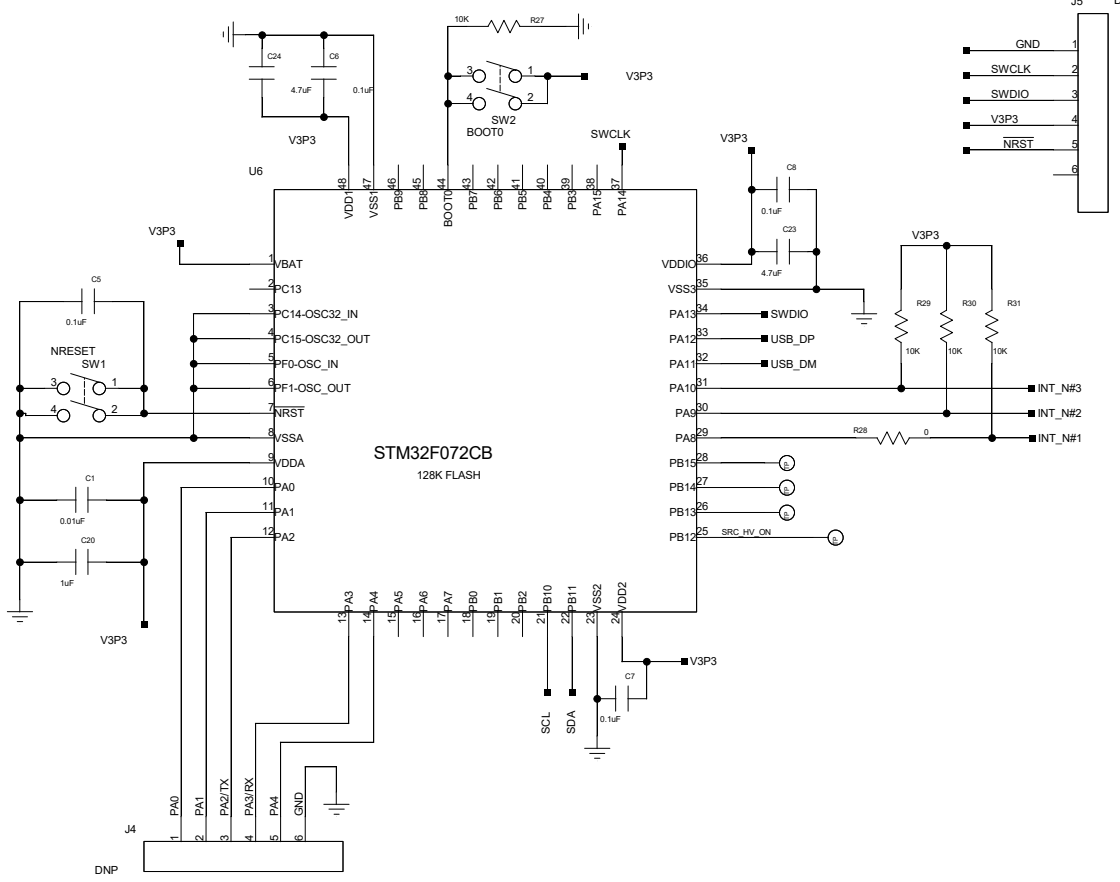 J5
D
GND 1
SWCLK 2
SWDIO 3
V3P3 4
NRST 5
6
10K R27
C24
4.7uF
C6
0.1uF
V3P3
3 1
4 2
SW2
BOOT0
V3P3
SWCLK
V3P3
C8
0.1uF
C23
4.7uF
U6
48 VDD1
47 VSS1
46 PB9
45 PB8
44 BOOT0
43 PB7
42 PB6
41 PB5
40 PB4
39 PB3
38 PA15
37 PA14
V3P3
1 VBAT
2 PC13
3 PC14-OSC32_IN
4 PC15-OSC32_OUT
5 PF0-OSC_IN
6 PF1-OSC_OUT
7 NRST
8 VSSA
9 VDDA
10 PA0
11 PA1
12 PA2
C5
0.1uF
NRESET
SW1
3 1
4 2
C1
0.01uF
C20
1uF
V3P3
STM32F072CB
128K FLASH
VDDIO 36
VSS3 35
PA13 34 SWDIO
PA12 33 USB_DP
PA11 32 USB_DM
PA10 31 INT_N#3
PA9 30 INT_N#2
PA8 29 R28 0 INT_N#1
PB15 28 TP
PB14 27 TP
PB13 26 TP
PB12 25 SRC_HV_ON TP
V3P3
R29
10K
R30
10K
R31
10K
13 PA3
14 PA4
15 PA5
16 PA6
17 PA7
18 PB0
19 PB1
20 PB2
21 PB10
22 PB11
23 VSS2
24 VDD2
SCL
SDA
C7
0.1uF
V3P3
J4
1 PA0
2 PA1
3 PA2/TX
4 PA3/RX
5 PA4
6 GND
DNP